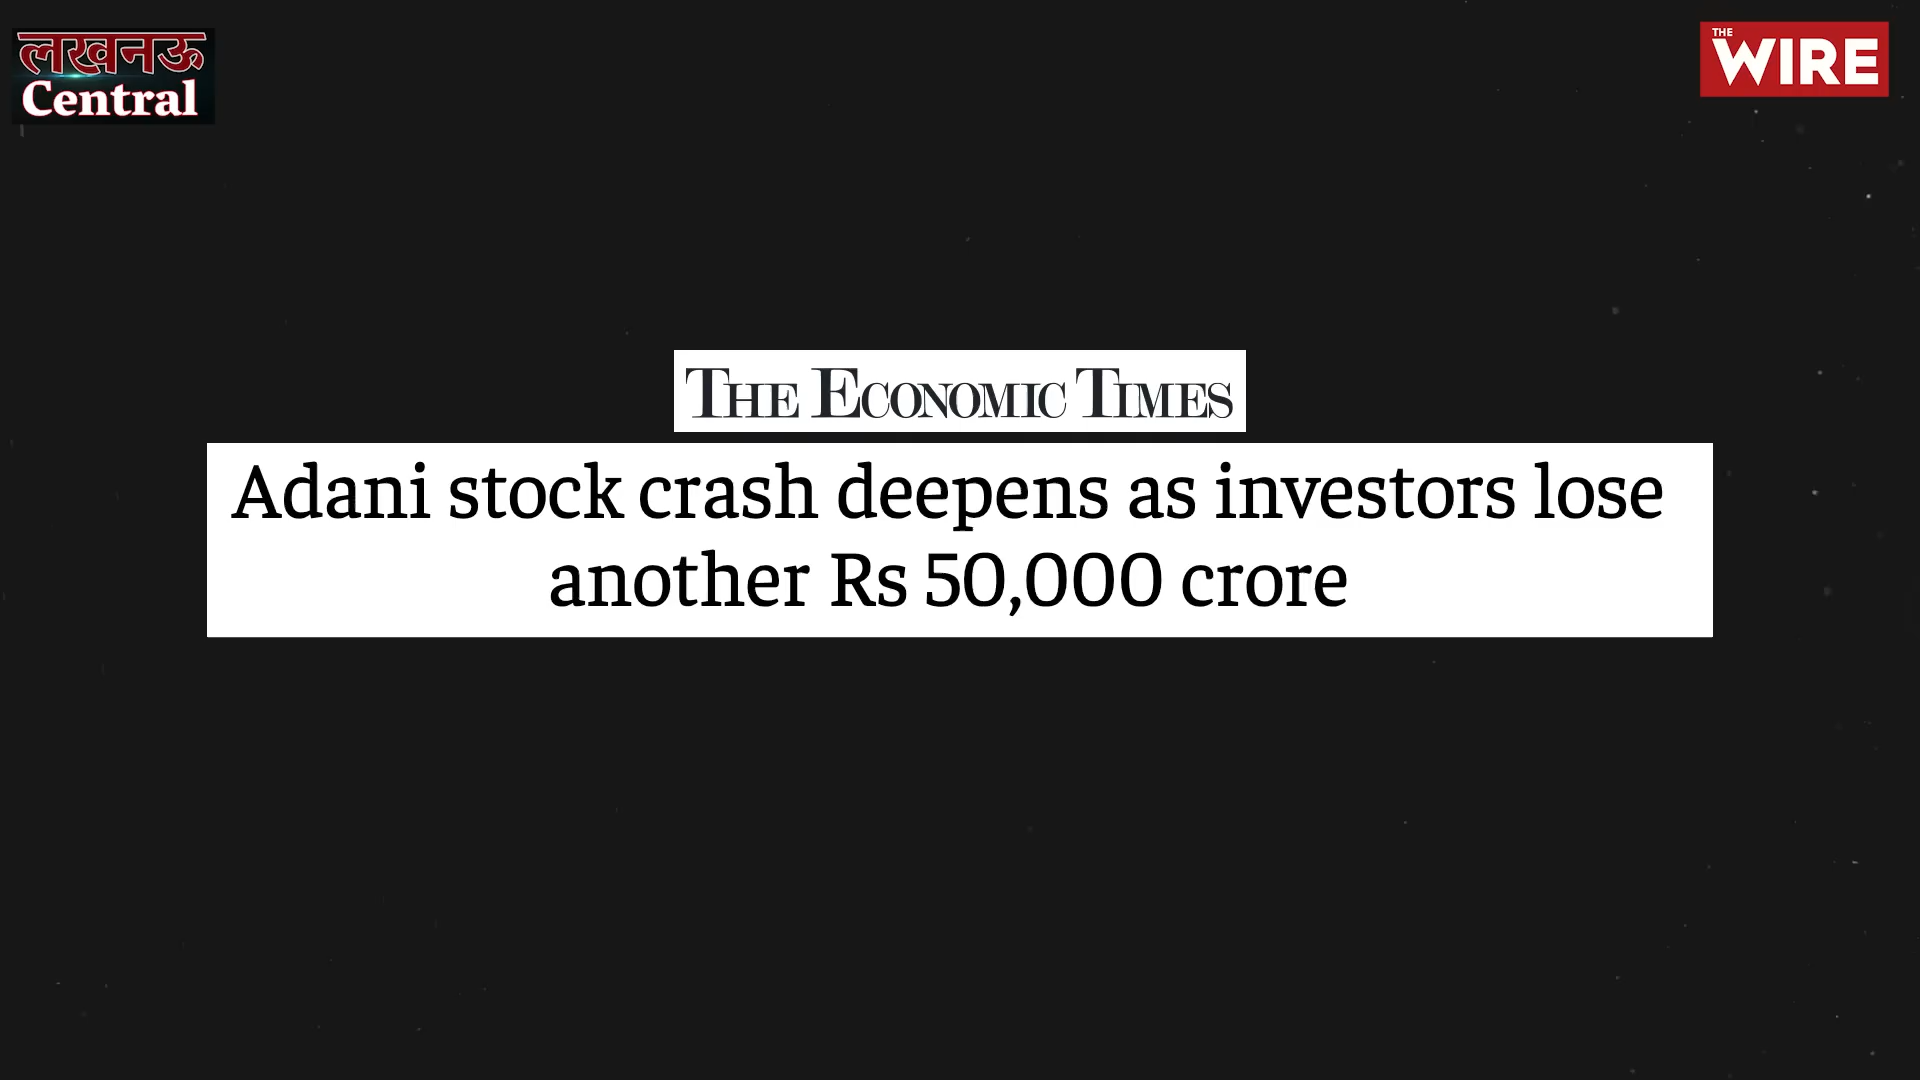 लखनऊ
Central
THE
WIRE
THE ECONOMIC TIMES
Adani stock crash deepens as investors lose
another Rs 50,000 crore